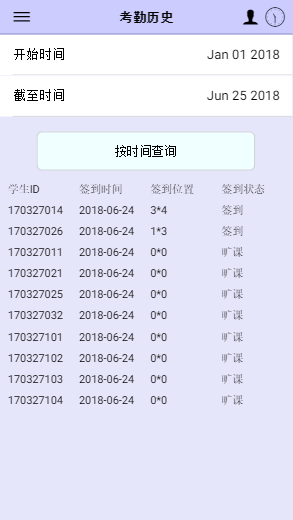 考勤历史
开始时间 Jan 01 2018
截至时间 Jun 25 2018
按时间查询
学生ID 签到时间 签到位置 签到状态
170327014 2018-06-24 3*4 签到
170327026 2018-06-24 1*3 签到
170327011 2018-06-24 0*0 旷课
170327021 2018-06-24 0*0 旷课
170327025 2018-06-24 0*0 旷课
170327032 2018-06-24 0*0 旷课
170327101 2018-06-24 0*0 旷课
170327102 2018-06-24 0*0 旷课
170327103 2018-06-24 0*0 旷课
170327104 2018-06-24 0*0 旷课